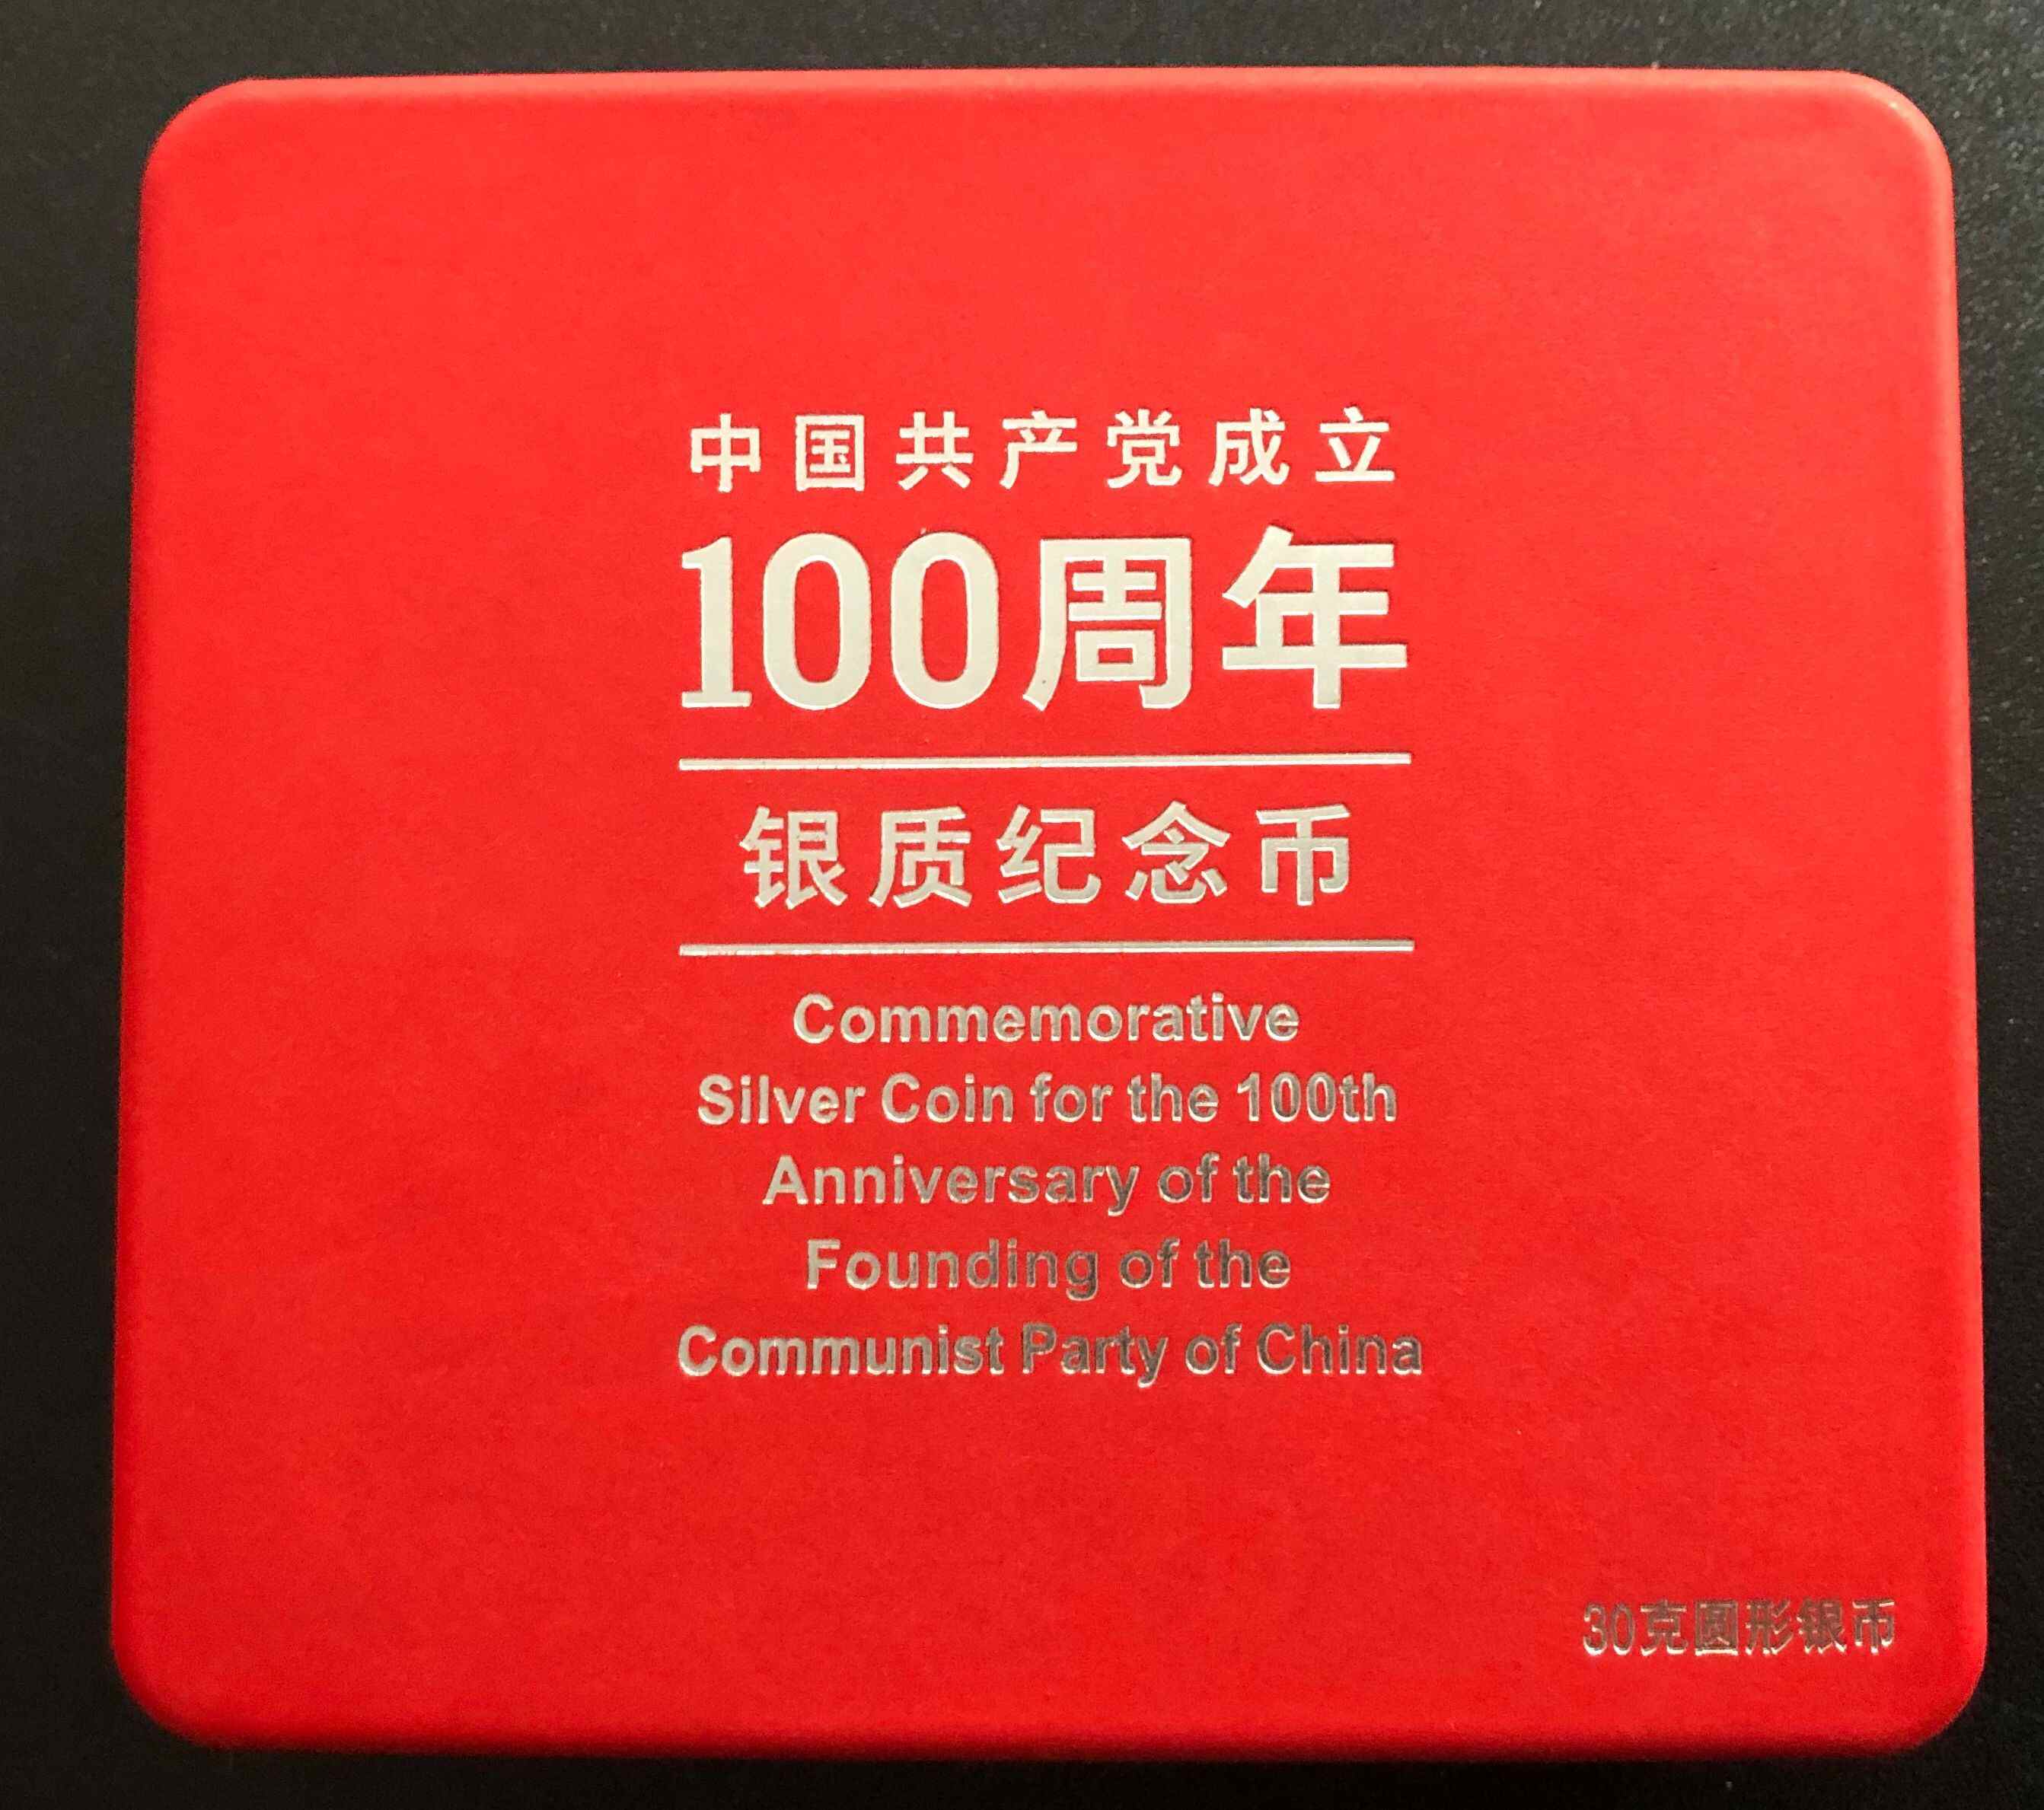 中国共产党成立
100周年
银质纪念币
Commemorative
Silver Coin for the 100th
Anniversary of the
Founding of the
Communist Party of China
30克圆形银币